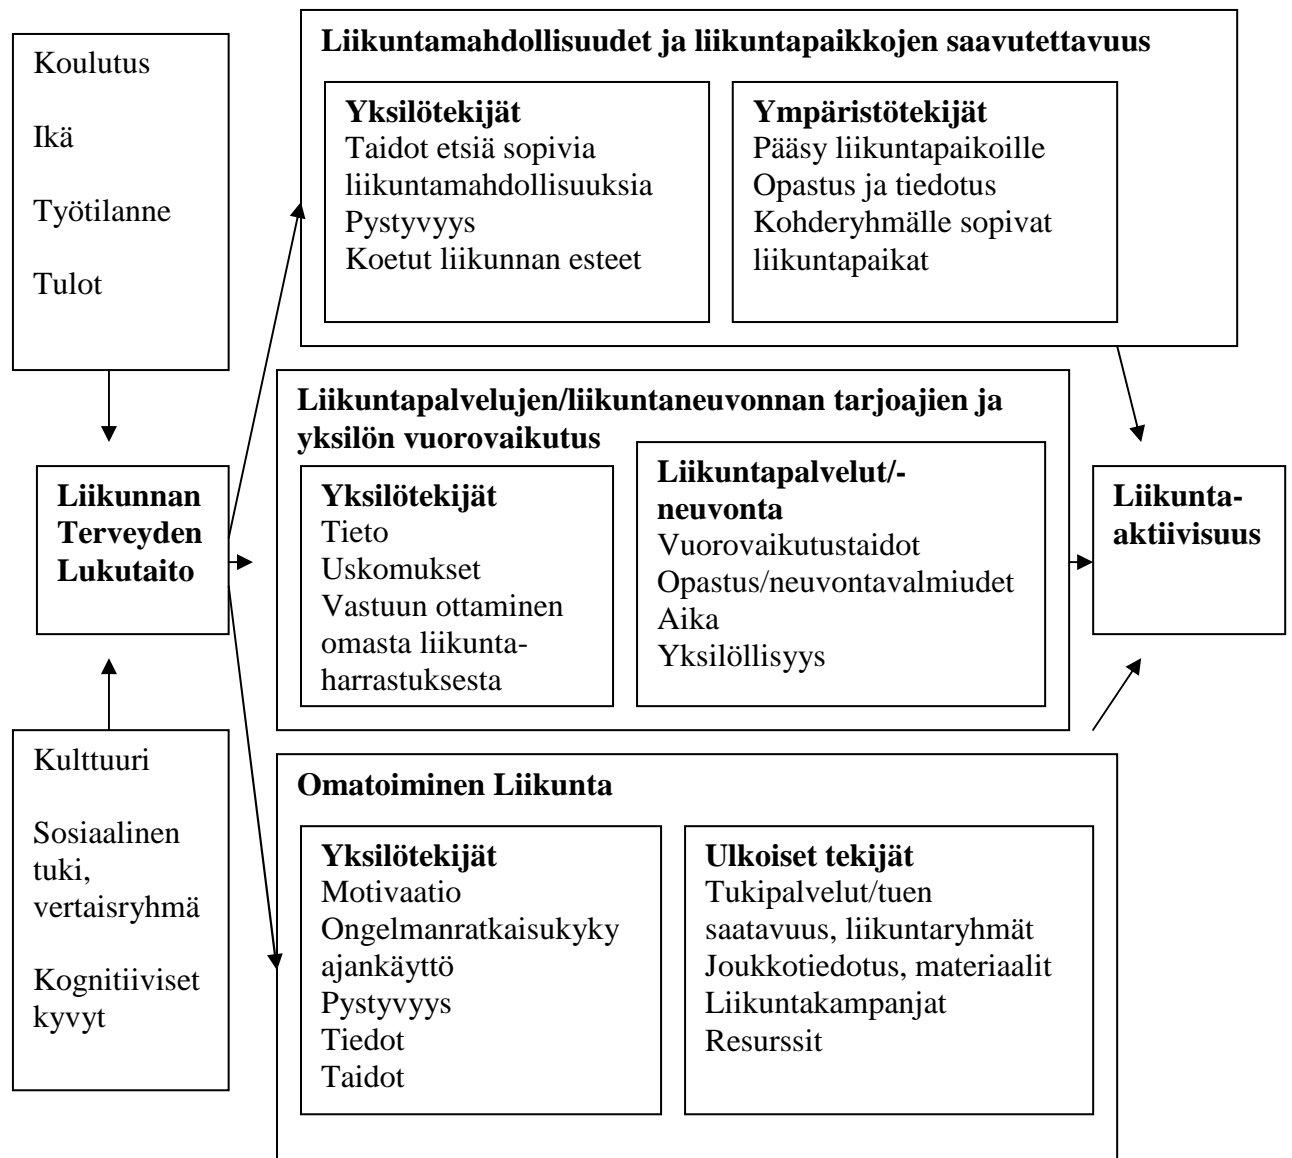 Koulutus
Ikä
Työtilanne
Tulot
Liikunnan
Terveyden
Lukutaito
Kulttuuri
Sosiaalinen
tuki,
vertaisryhmä
Kognitiiviset
kyvyt
Liikuntamahdollisuudet ja liikuntapaikkojen saavutettavuus
Yksilötekijät
Taidot etsiä sopivia
liikuntamahdollisuuksia
Pystyvyys
Koetut liikunnan esteet
Ympäristötekijät
Pääsy liikuntapaikoille
Opastus ja tiedotus
Kohderyhmälle sopivat
liikuntapaikat
Liikuntapalvelujen/liikuntaneuvonnan tarjoajien ja
yksilön vuorovaikutus
Yksilötekijät
Tieto
Uskomukset
Vastuun ottaminen
omasta liikunta-
harrastuksesta
Liikuntapalvelut/-
neuvonta
Vuorovaikutustaidot
Opastus/neuvontavalmiudet
Aika
Yksilöllisyys
Omatoiminen Liikunta
Yksilötekijät
Motivaatio
Ongelmanratkaisukyky
ajankäyttö
Pystyvyys
Tiedot
Taidot
Ulkoiset tekijät
Tukipalvelut/tuen
saatavuus, liikuntaryhmät
Joukkotiedotus, materiaalit
Liikuntakampanjat
Resurssit
Liikunta-
aktiivisuus